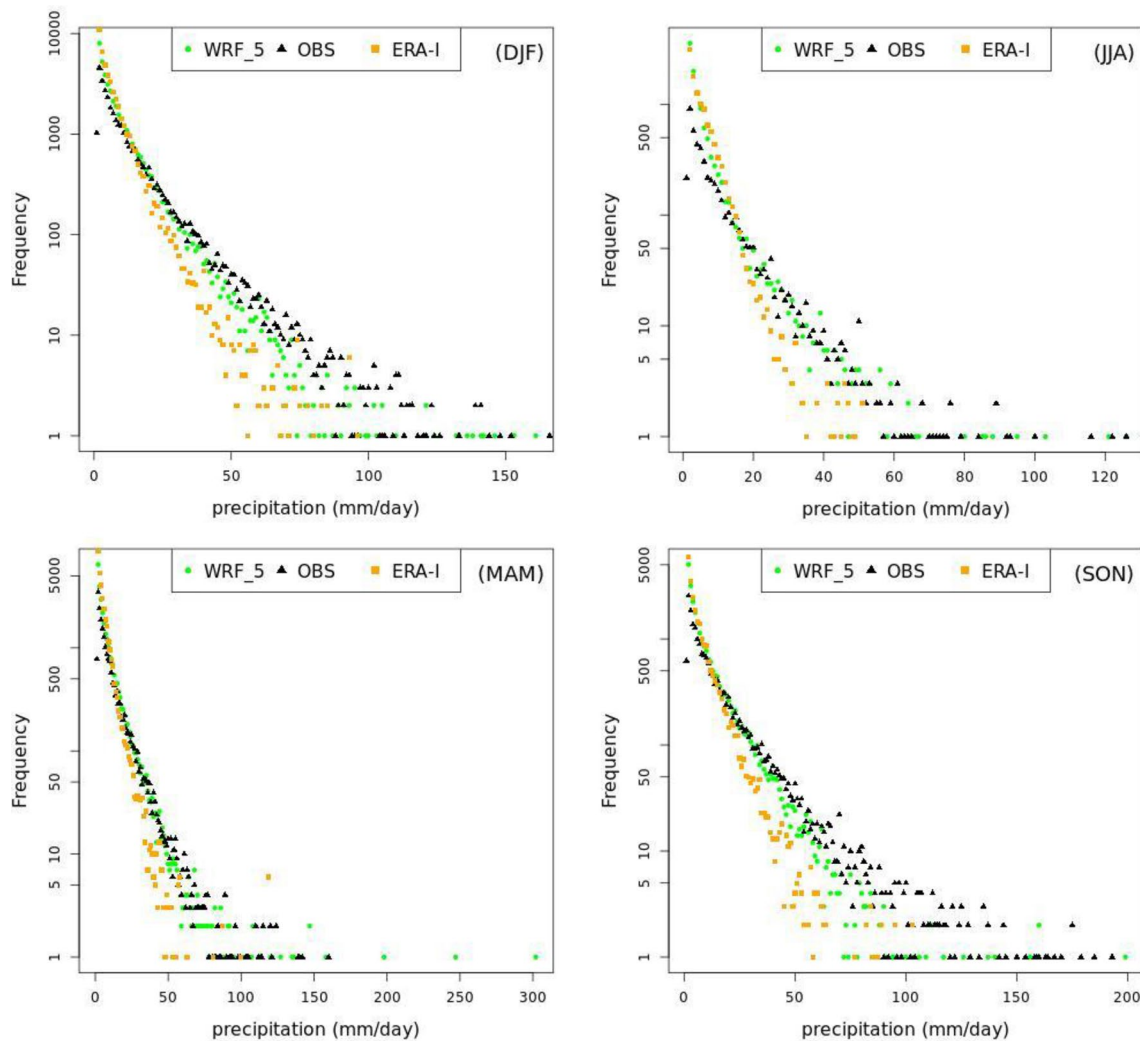 WRF_5 OBS ERA-I (DJF)
Frequency
1 10 100 1000 10000
0 50 100 150
precipitation (mm/day)
WRF_5 OBS ERA-I (JJA)
Frequency
1 5 10 50 500
0 20 40 60 80 100 120
precipitation (mm/day)
WRF_5 OBS ERA-I (MAM)
Frequency
1 5 10 50 500 5000
0 50 100 150 200 250 300
precipitation (mm/day)
WRF_5 OBS ERA-I (SON)
Frequency
1 5 10 50 500 5000
0 50 100 150 200
precipitation (mm/day)